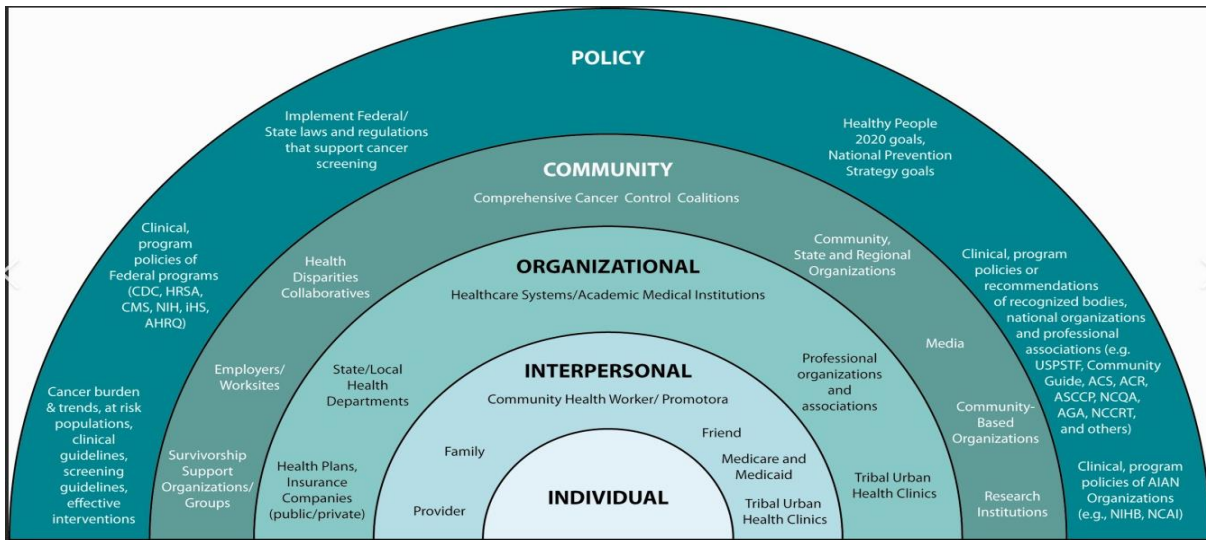 POLICY
Implement Federal/
State laws and regulations
that support cancer
screening
Healthy People
2020 goals,
National Prevention
Strategy goals
Clinical,
program
policies of
Federal programs
(CDC, HRSA,
CMS, NIH, iHS,
AHRQ)
Clinical, program
policies or
recommendations
of recognized bodies,
national organizations
and professional
associations (e.g.
USPSTF, Community
Guide, ACS, ACR,
ASCCP, NCQA,
AGA, NCCRT,
and others)
Cancer burden
& trends, at risk
populations,
clinical
guidelines,
screening
guidelines,
effective
interventions
Clinical, program
policies of AIAN
Organizations
(e.g., NIHB, NCAI)
COMMUNITY
Comprehensive Cancer Control Coalitions
Health
Disparities
Collaboratives
Community,
State and Regional
Organizations
Employers/
Worksites
Media
Survivorship
Support
Organizations/
Groups
Community-
Based
Organizations
Research
Institutions
ORGANIZATIONAL
Healthcare Systems/Academic Medical Institutions
State/Local
Health
Departments
Professional
organizations
and
associations
Health Plans,
Insurance
Companies
(public/private)
Tribal Urban
Health Clinics
INTERPERSONAL
Community Health Worker/ Promotora
Family
Friend
Medicare and
Medicaid
Provider
Tribal Urban
Health Clinics
INDIVIDUAL